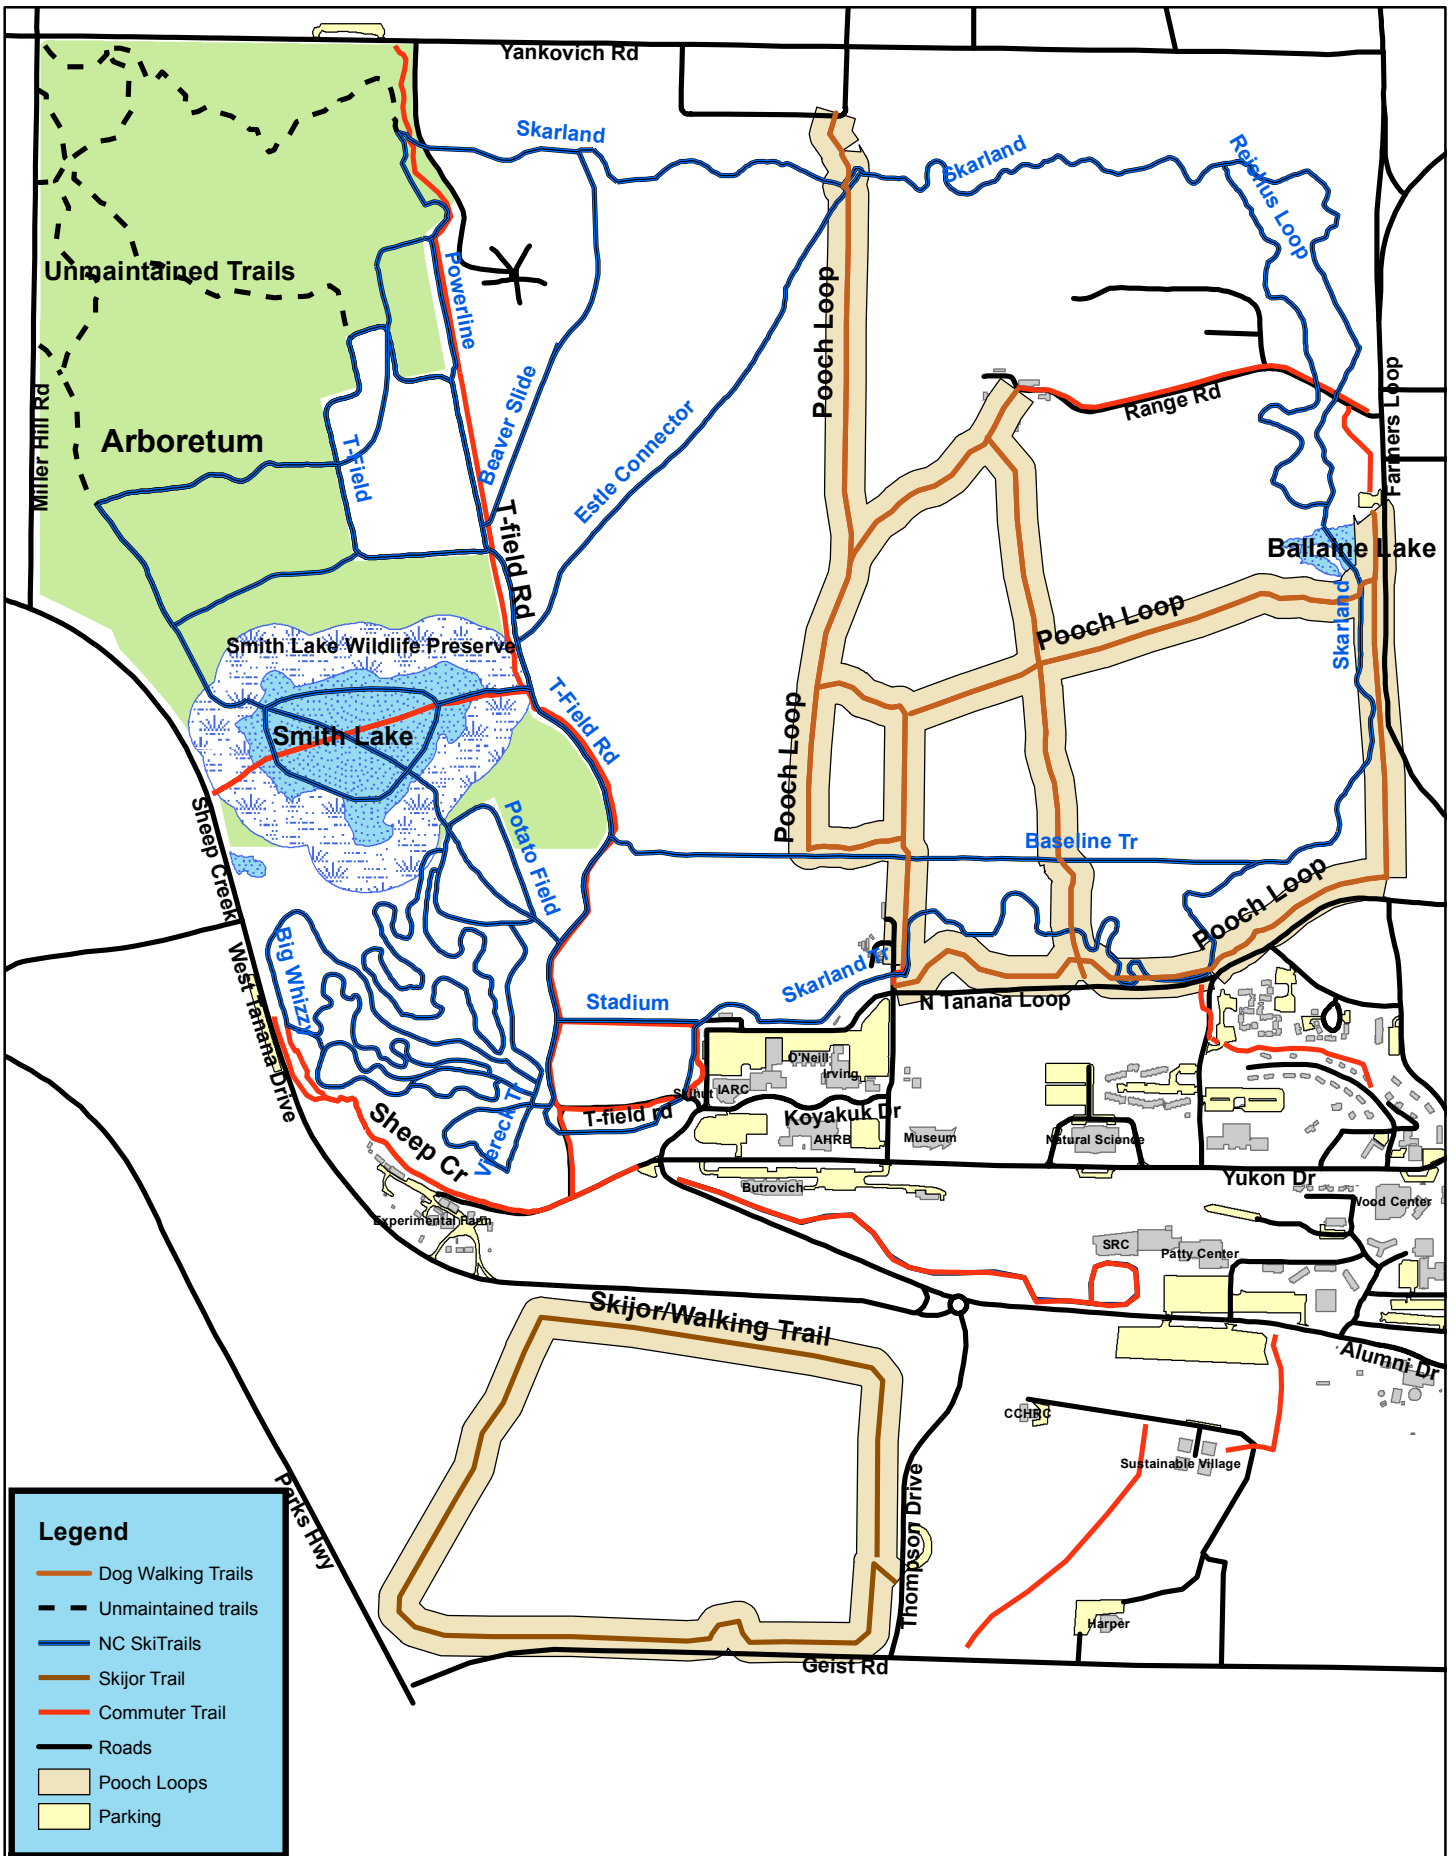 Yankovich Rd
Skarland
Skarland
Reichus Loop
Unmaintained Trails
Powerline
Pooch Loop
Miller Hill Rd
Arboretum
T-Field
Beaver Slide
Estle Connector
Range Rd
Farmers Loop
T-field Rd
Ballaine Lake
Smith Lake Wildlife Preserve
Pooch Loop
Skarland
Smith Lake
T-Field Rd
Pooch Loop
Sheep Creek
Potato Field
Baseline Tr
Pooch Loop
Big Whizzy
West Tanana Drive
Skarland Tr
Stadium
N Tanana Loop
O'Neill
Irving
Skihut
IARC
T-field rd
Koyakuk Dr
Viereck Tr
Sheep Cr
AHRB
Museum
Natural Science
Yukon Dr
Butrovich
Wood Center
Experimental Farm
SRC
Patty Center
Skijor/Walking Trail
Alumni Dr
CCHRC
Sustainable Village
Thompson Drive
Parks Hwy
Harper
Geist Rd
Legend
Dog Walking Trails
Unmaintained trails
NC SkiTrails
Skijor Trail
Commuter Trail
Roads
Pooch Loops
Parking